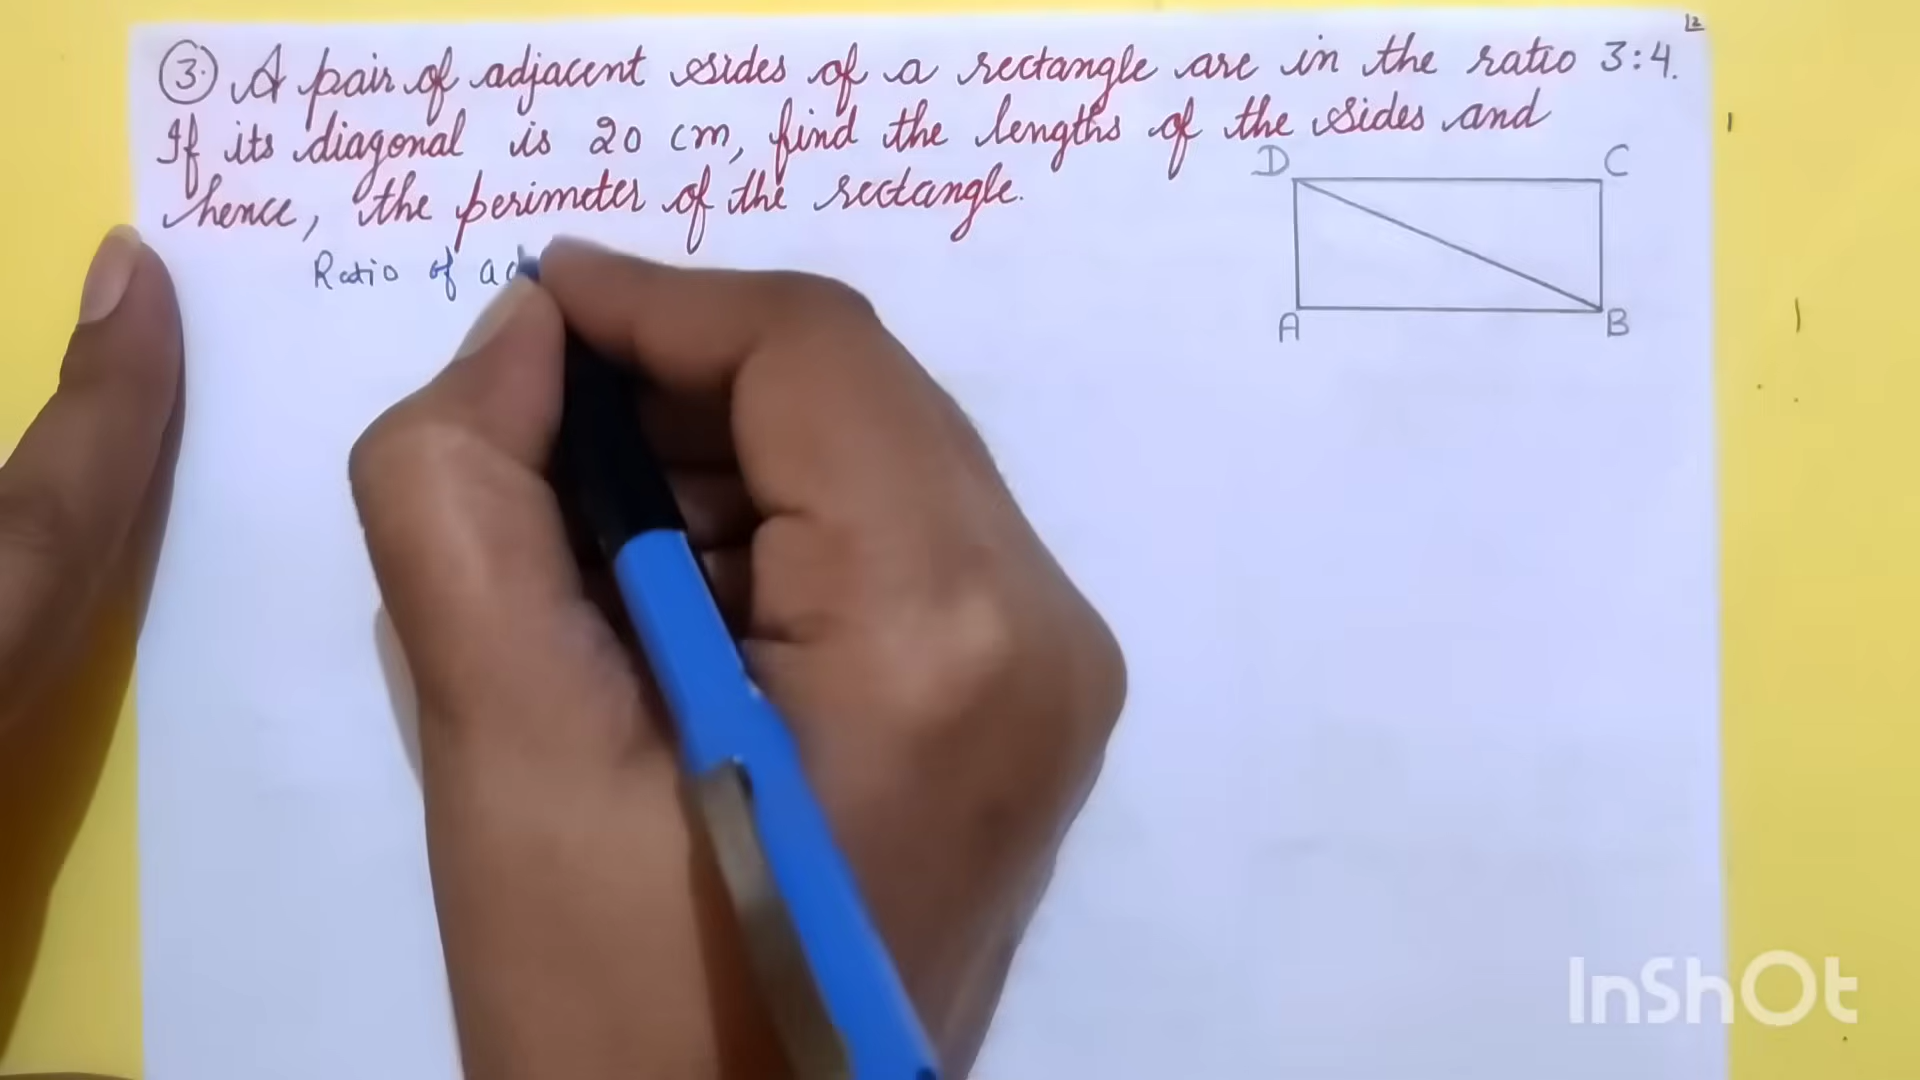 3. A pair of adjacent sides of a rectangle are in the ratio 3:4.
If its diagonal is 20 cm, find the lengths of the sides and
hence, the perimeter of the rectangle.
D C
A B
Ratio of
InShOt